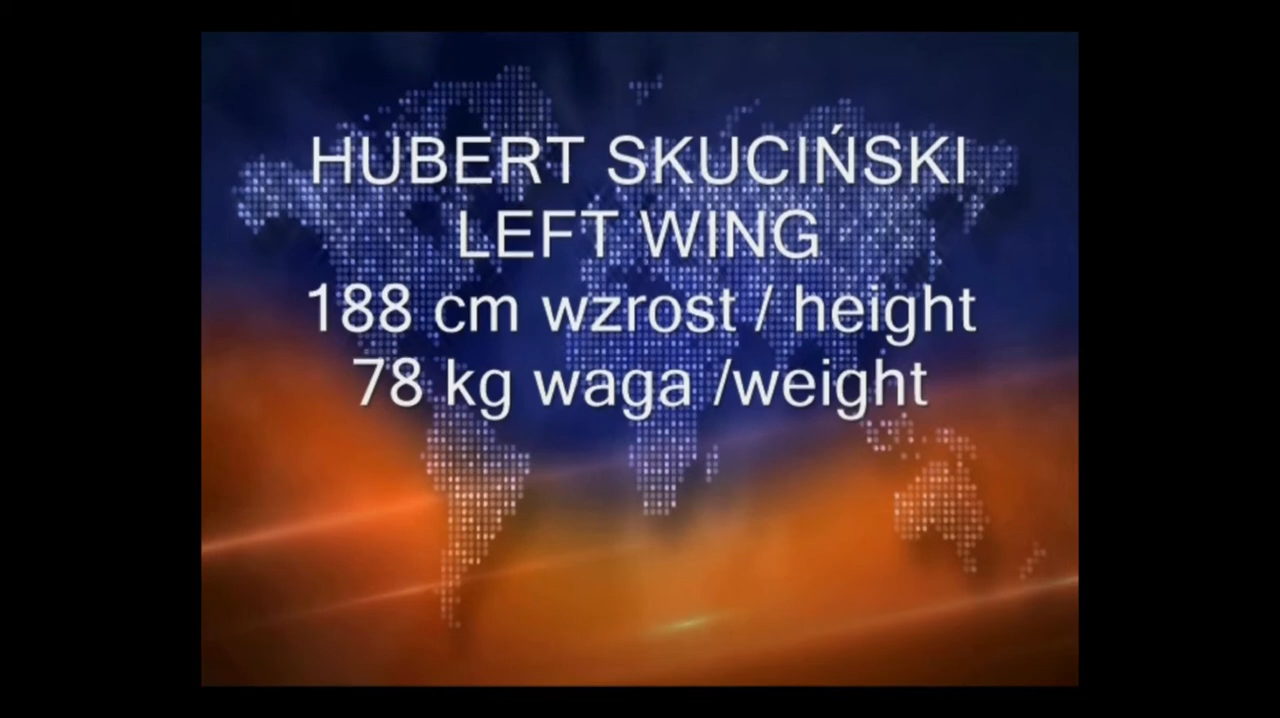 HUBERT SKUCIŃSKI
LEFT WING
188 cm wzrost / height
78 kg waga /weight